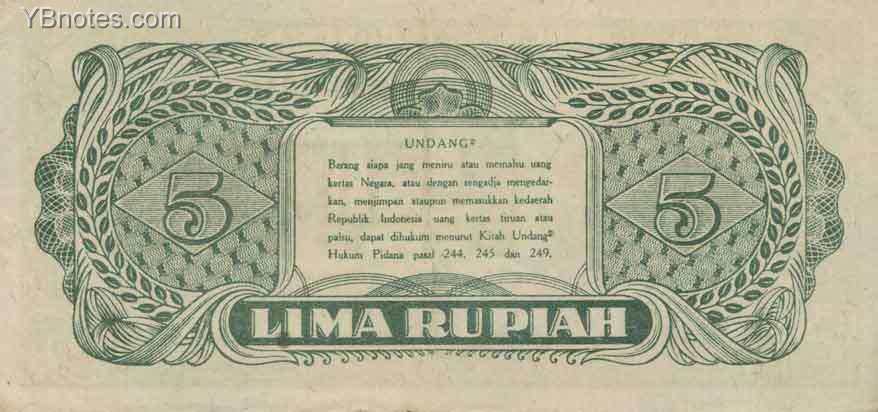 YBnotes.com
UNDANG²
Barang siapa jang meniru atau memalsu uang
kertas Negara, atau dengan sengadja mengedar-
kan, menjimpan ataupun memasukkan kedaerah
Republik Indonesia uang kertas tiruan atau
palsu, dapat dihukum menurut Kitab Undang²
Hukum Pidana pasal 244, 245 dan 249.
5
5
LIMA RUPIAH